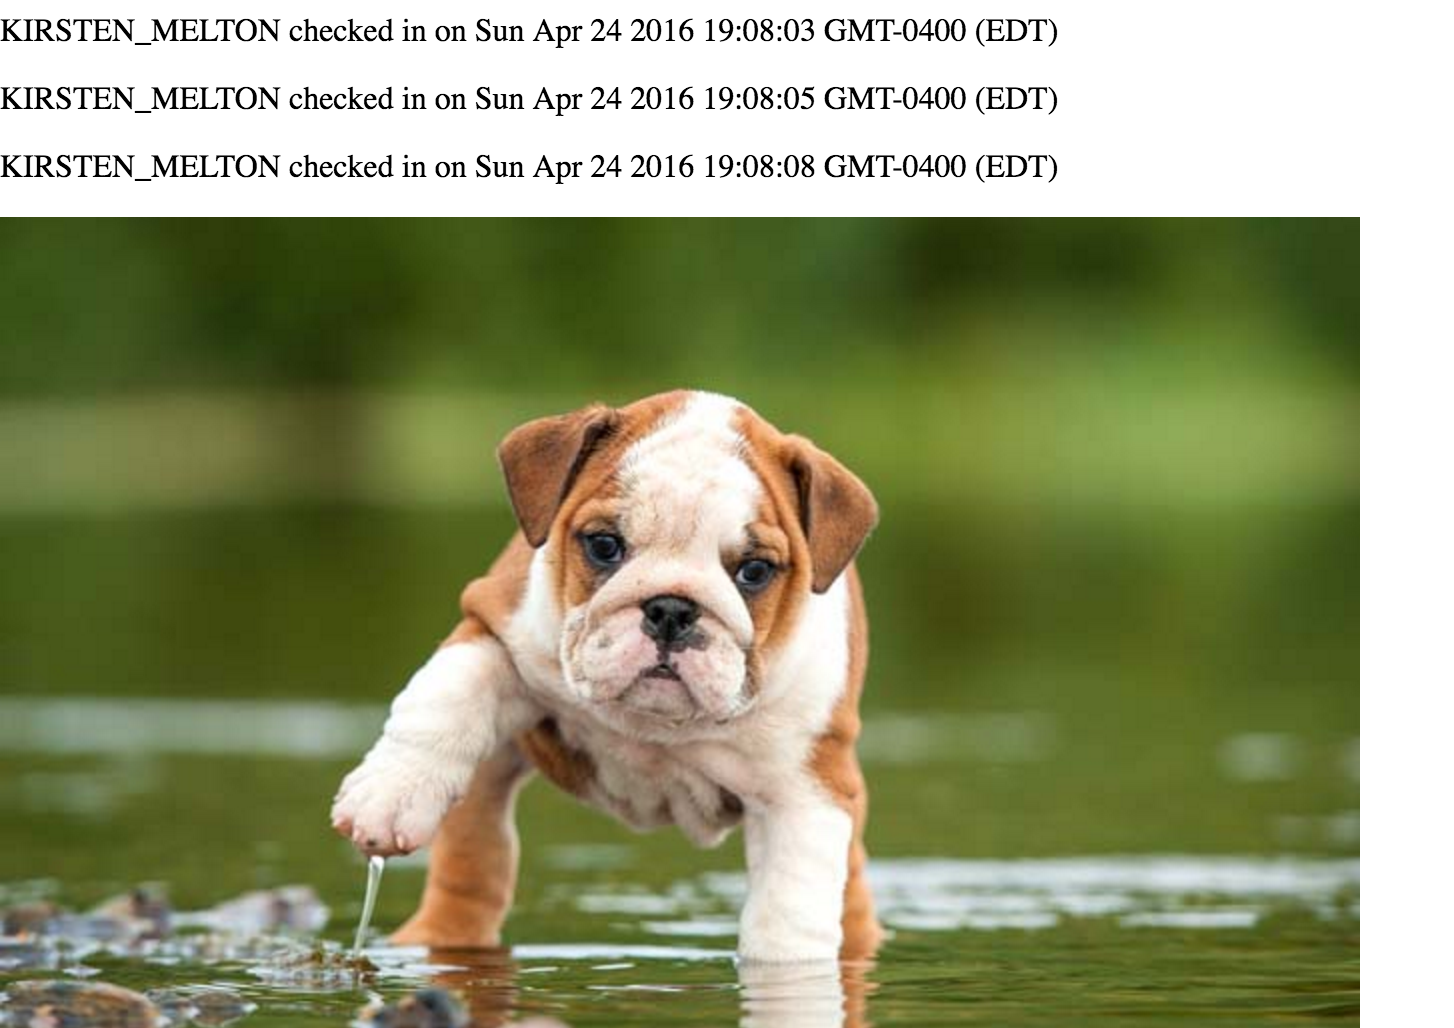 KIRSTEN_MELTON checked in on Sun Apr 24 2016 19:08:03 GMT-0400 (EDT)
KIRSTEN_MELTON checked in on Sun Apr 24 2016 19:08:05 GMT-0400 (EDT)
KIRSTEN_MELTON checked in on Sun Apr 24 2016 19:08:08 GMT-0400 (EDT)